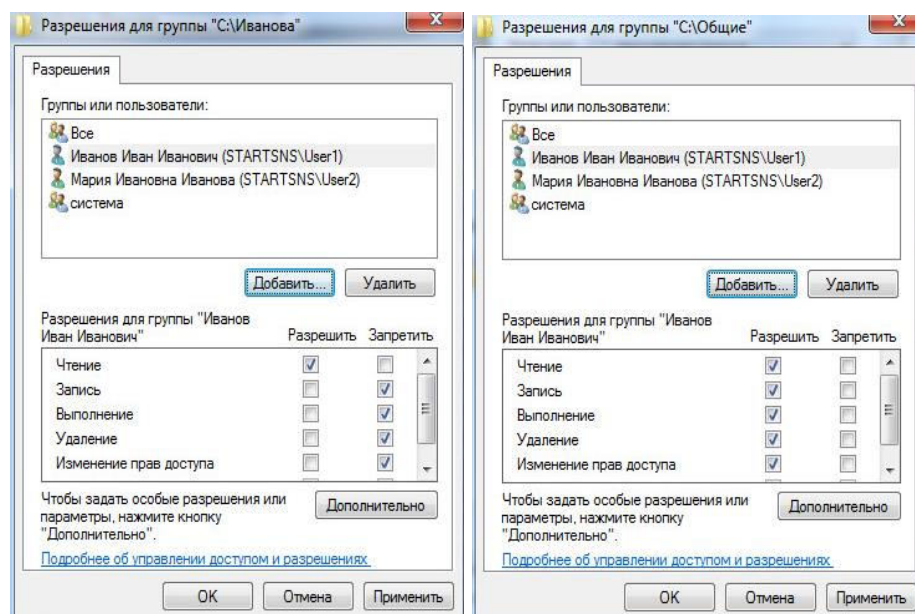 Разрешения для группы "C:\Иванова"
Разрешения
Группы или пользователи:
Все
Иванов Иван Иванович (STARTSNS\User1)
Мария Ивановна Иванова (STARTSNS\User2)
система
Добавить... Удалить
Разрешения для группы "Иванов
Иван Иванович" Разрешить Запретить
Чтение
Запись
Выполнение
Удаление
Изменение прав доступа
Чтобы задать особые разрешения или
параметры, нажмите кнопку
"Дополнительно". Дополнительно
Подробнее об управлении доступом и разрешениях
ОК Отмена Применить
Разрешения для группы "C:\Общие"
Разрешения
Группы или пользователи:
Все
Иванов Иван Иванович (STARTSNS\User1)
Мария Ивановна Иванова (STARTSNS\User2)
система
Добавить... Удалить
Разрешения для группы "Иванов
Иван Иванович" Разрешить Запретить
Чтение
Запись
Выполнение
Удаление
Изменение прав доступа
Чтобы задать особые разрешения или
параметры, нажмите кнопку
"Дополнительно". Дополнительно
Подробнее об управлении доступом и разрешениях
ОК Отмена Применить